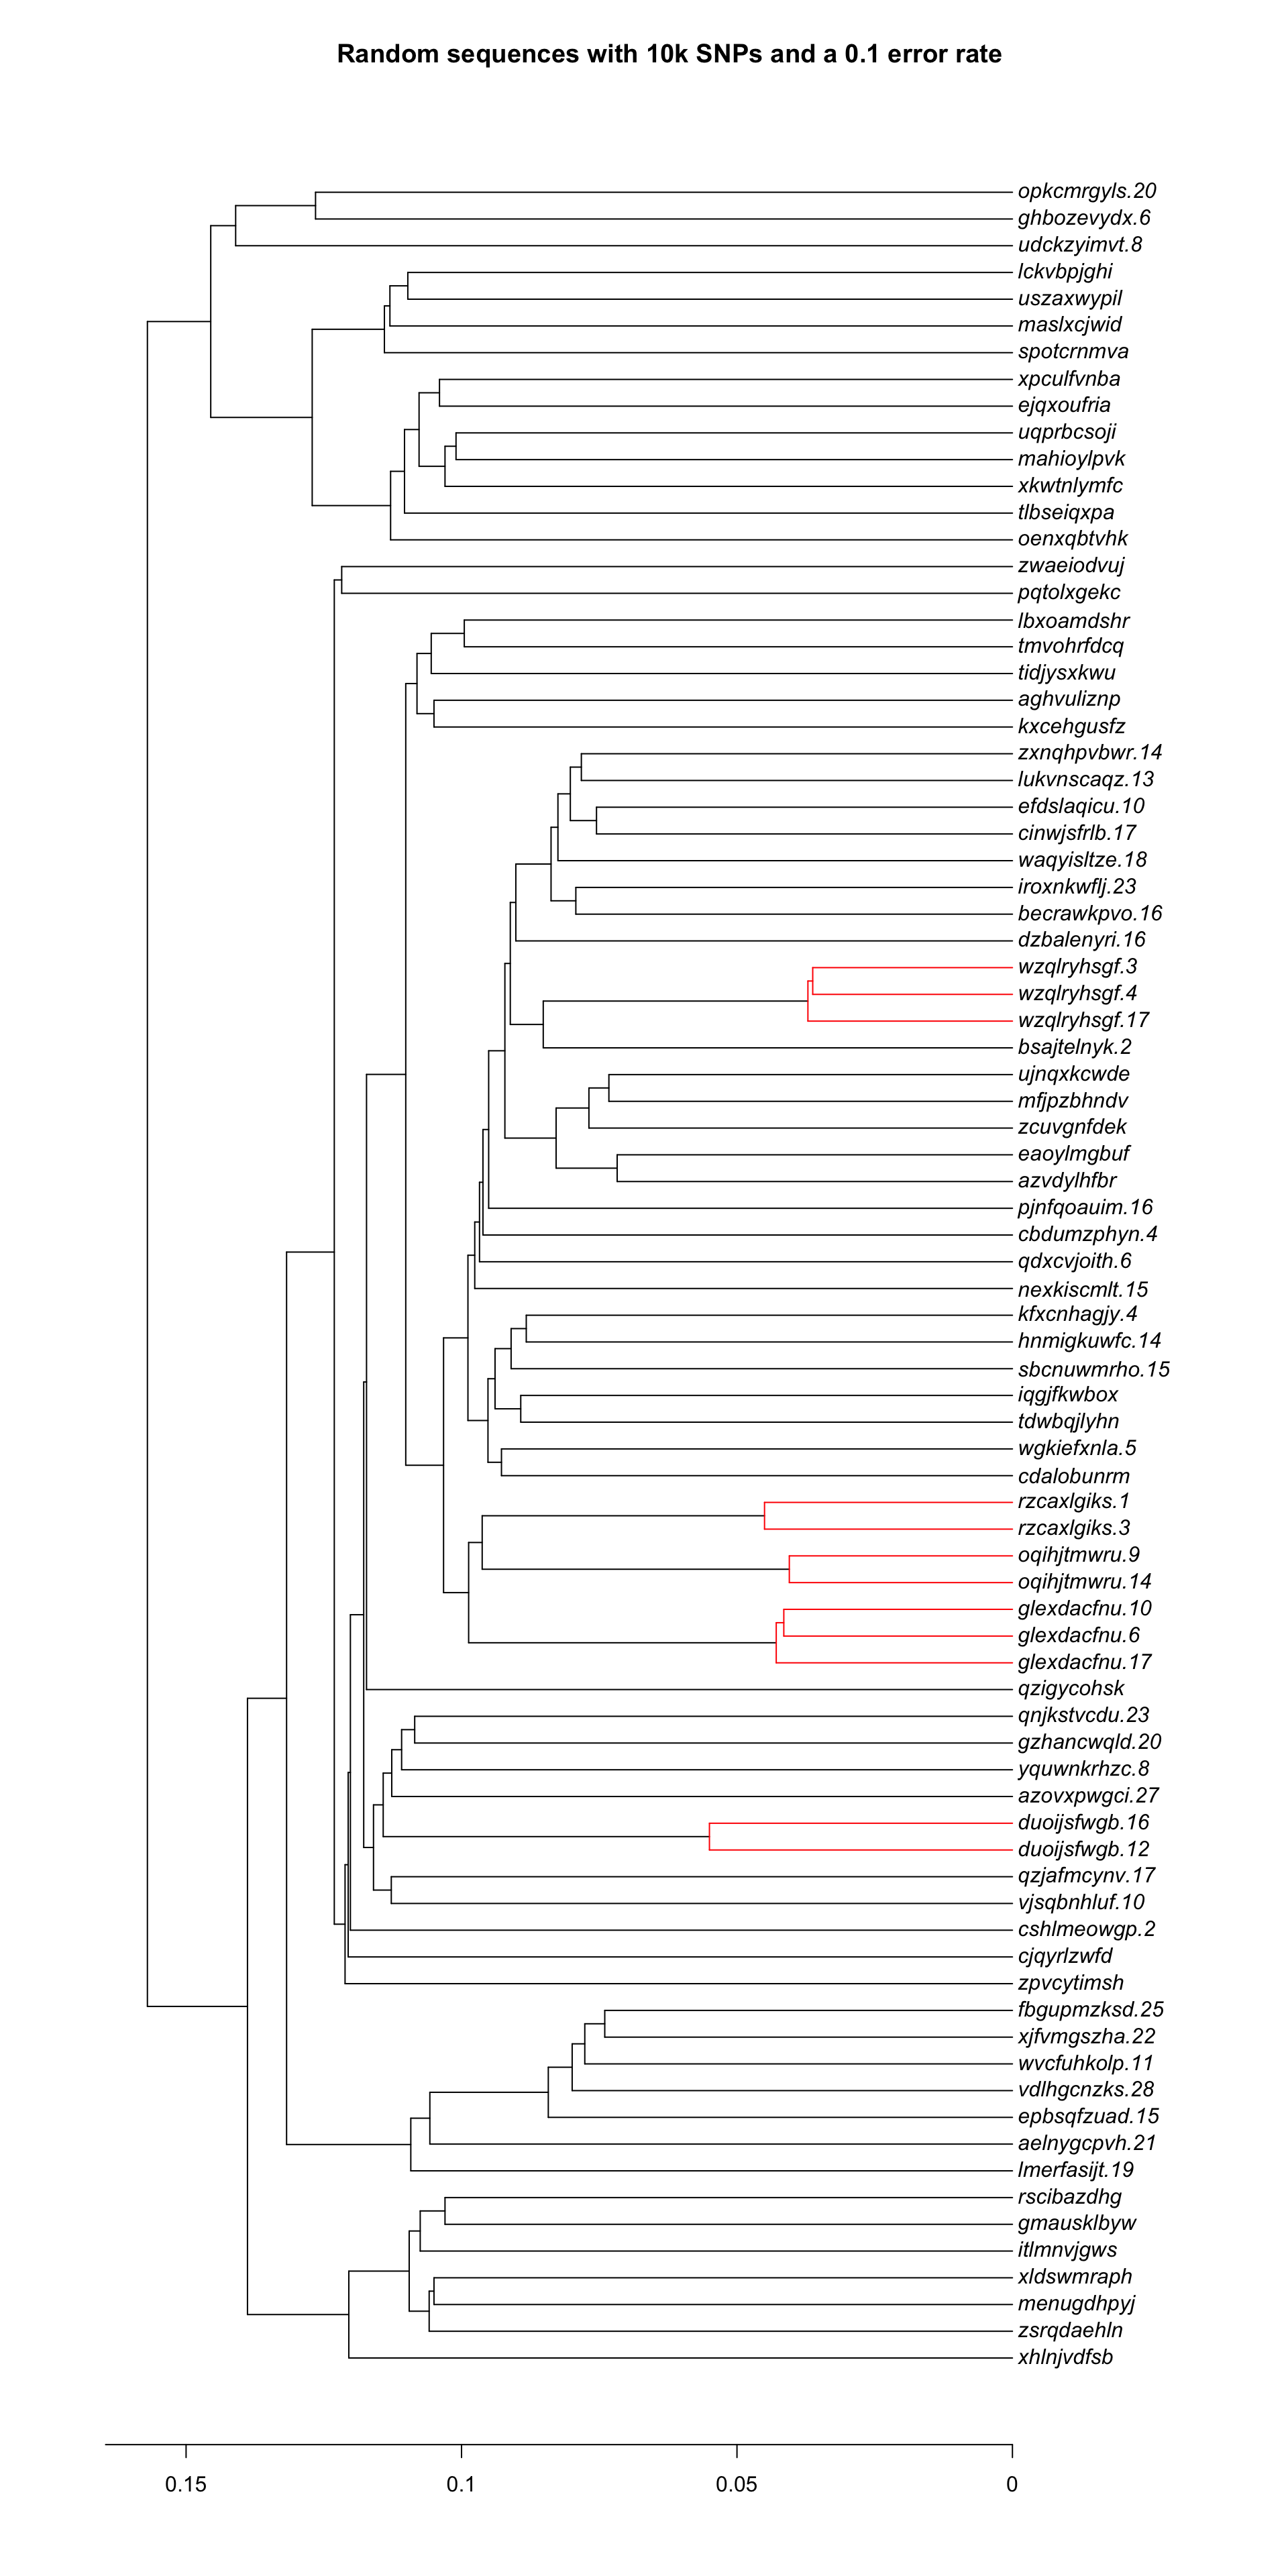 Random sequences with 10k SNPs and a 0.1 error rate
opkcmrgyls.20
ghbozevydx.6
udckzyimvt.8
lckvbpjghi
uszaxwypil
maslxcjwid
spotcrnmva
xpculfvnba
ejqxoufria
uqprbcsoji
mahioylpvk
xkwtnlymfc
tlbseiqxpa
oenxqbtvhk
zwaeiodvuj
pqtolxgekc
lbxoamdshr
tmvohrfdcq
tidjysxkwu
aghvuliznp
kxcehgusfz
zxnqhpvbwr.14
lukvnscaqz.13
efdslaqicu.10
cinwjsfrlb.17
waqyisltze.18
iroxnkwflj.23
becrawkpvo.16
dzbalenyri.16
wzqlryhsgf.3
wzqlryhsgf.4
wzqlryhsgf.17
bsajtelnyk.2
ujnqxkcwde
mfjpzbhndv
zcuvgnfdek
eaoylmgbuf
azvdylhfbr
pjnfqoauim.16
cbdumzphyn.4
qdxcvjoith.6
nexkiscmlt.15
kfxcnhagjy.4
hnmigkuwfc.14
sbcnuwmrho.15
iqgjfkwbox
tdwbqjlyhn
wgkiefxnla.5
cdalobunrm
rzcaxlgiks.1
rzcaxlgiks.3
oqihjtmwru.9
oqihjtmwru.14
glexdacfnu.10
glexdacfnu.6
glexdacfnu.17
qzigycohsk
qnjkstvcdu.23
gzhancwqld.20
yquwnkrhzc.8
azovxpwgci.27
duoijsfwgb.16
duoijsfwgb.12
qzjafmcynv.17
vjsqbnhluf.10
cshlmeowgp.2
cjqyrlzwfd
zpvcytimsh
fbgupmzksd.25
xjfvmgszha.22
wvcfuhkolp.11
vdlhgcnzks.28
epbsqfzuad.15
aelnygcpvh.21
lmerfasijt.19
rscibazdhg
gmausklbyw
itlmnvjgws
xldswmraph
menugdhpyj
zsrqdaehln
xhlnjvdfsb
0.15 0.1 0.05 0